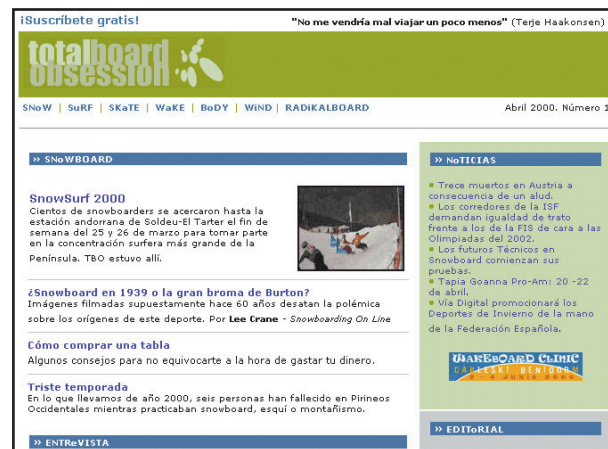 ¡Suscríbete gratis!
"No me vendría mal viajar un poco menos" (Terje Haakonsen)
totalboard
obsession
SNoW | SuRF | SKaTE | WaKE | BoDY | WiND | RADiKALBOARD
Abril 2000. Número 1
» SNoWBOARD
SnowSurf 2000
Cientos de snowboarders se acercaron hasta la
estación andorrana de Soldeu-El Tarter el fin de
semana del 25 y 26 de marzo para tomar parte
en la concentración surfera más grande de la
Península. TBO estuvo allí.
¿Snowboard en 1939 o la gran broma de Burton?
Imágenes filmadas supuestamente hace 60 años desatan la polémica
sobre los orígenes de este deporte. Por Lee Crane - Snowboarding On Line
Cómo comprar una tabla
Algunos consejos para no equivocarte a la hora de gastar tu dinero.
Triste temporada
En lo que llevamos de año 2000, seis personas han fallecido en Pirineos
Occidentales mientras practicaban snowboard, esquí o montañismo.
» ENTReVISTA
» NoTICIAS
Trece muertos en Austria a
consecuencia de un alud.
Los corredores de la ISF
demandan igualdad de trato
frente a los de la FIS de cara a las
Olimpiadas del 2002.
Los futuros Técnicos en
Snowboard comienzan sus
pruebas.
Tapia Goanna Pro-Am: 20 -22
de abril.
Vía Digital promocionará los
Deportes de Invierno de la mano
de la Federación Española.
WAKEBOARD CLINIC
CABLESKI BENIDORM
2 - 4 JUNIO 2000
» EDIToRIAL